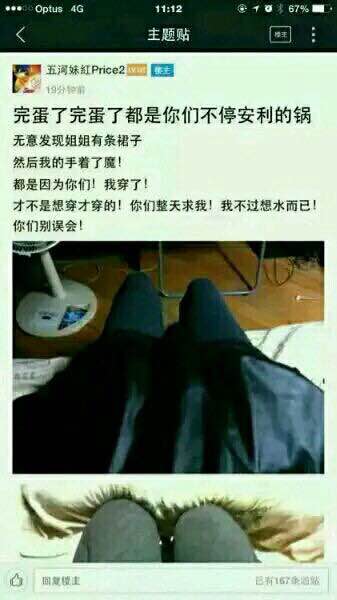 Optus 4G 11:12 67%
主题贴
楼主
五河妹红Price2 楼主
19分钟前
完蛋了完蛋了都是你们不停安利的锅
无意发现姐姐有条裙子
然后我的手着了魔！
都是因为你们！我穿了！
才不是想穿才穿的！你们整天求我！我不过想水而已！
你们别误会！
回复楼主 已有167条跟贴